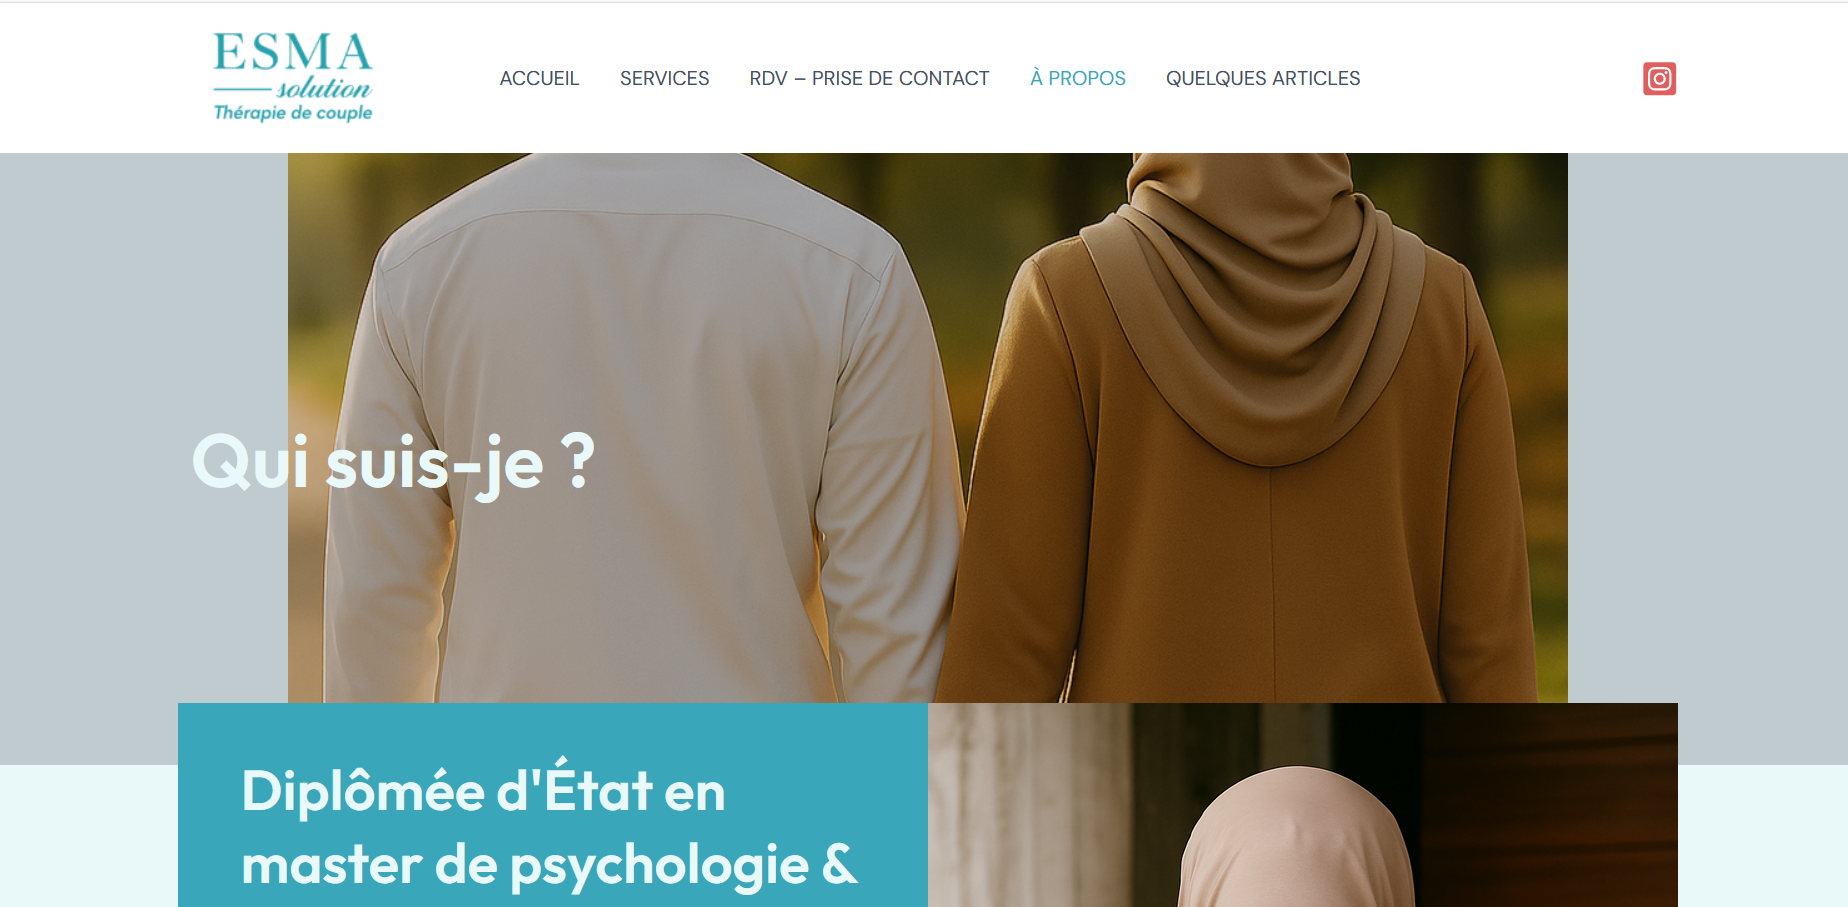 ESMA
solution
Thérapie de couple
ACCUEIL
SERVICES
RDV – PRISE DE CONTACT
À PROPOS
QUELQUES ARTICLES
Qui suis-je ?
Diplômée d'État en
master de psychologie &